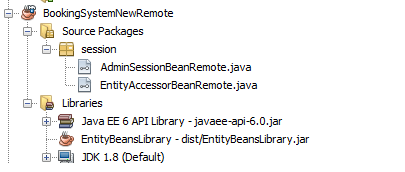 BookingSystemNewRemote
Source Packages
session
AdminSessionBeanRemote.java
EntityAccessorBeanRemote.java
Libraries
Java EE 6 API Library - javaee-api-6.0.jar
EntityBeansLibrary - dist/EntityBeansLibrary.jar
JDK 1.8 (Default)